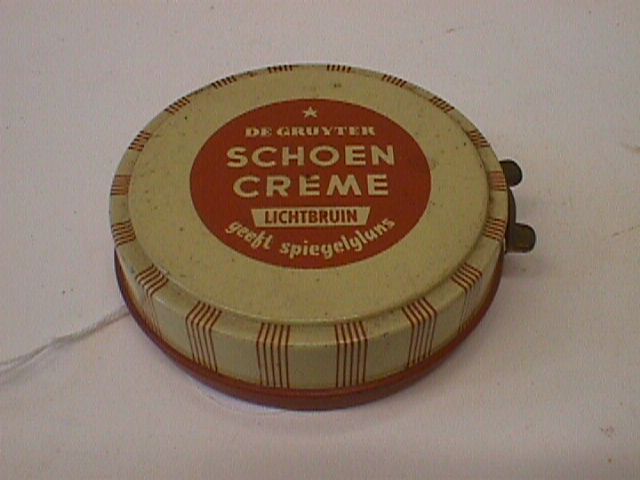 DE GRUYTER
SCHOEN
CRÈME
LICHTBRUIN
geeft spiegelglans